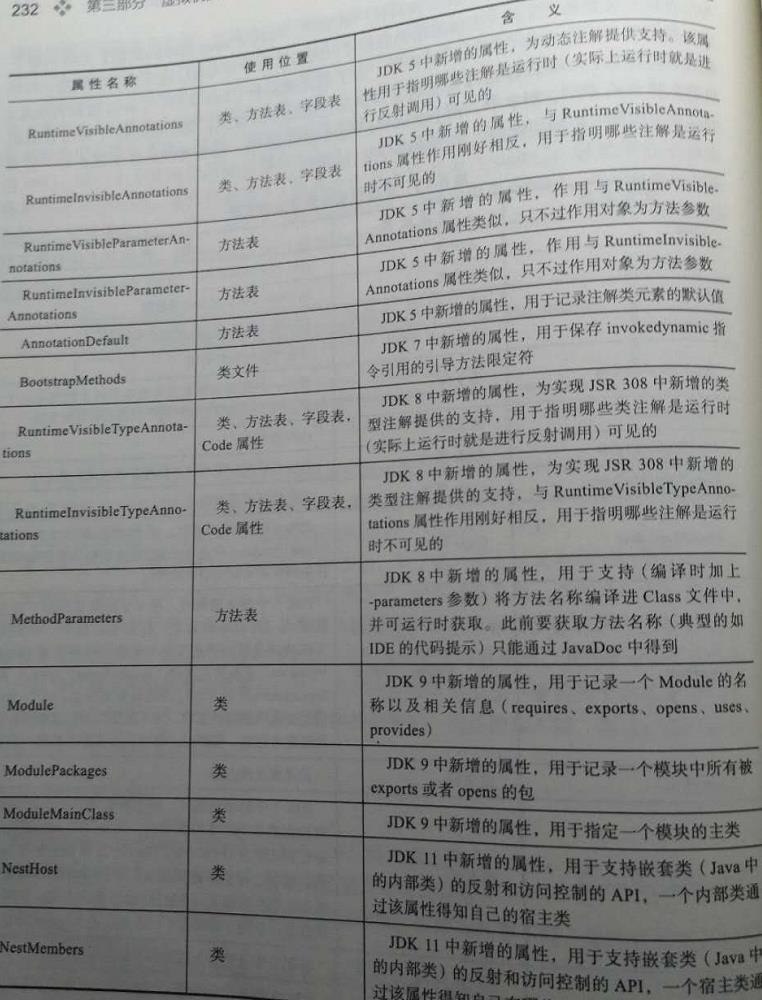 232 第三部分
属性名称 使用位置 含 义
RuntimeVisibleAnnotations 类、方法表、字段表 JDK 5 中新增的属性，为动态注解提供支持。该属
性用于指明哪些注解是运行时（实际上运行时就是进
行反射调用）可见的
RuntimeInvisibleAnnotations 类、方法表、字段表 JDK 5 中新增的属性，与 RuntimeVisibleAnnota-
tions 属性作用刚好相反，用于指明哪些注解是运行
时不可见的
RuntimeVisibleParameterAn- 方法表 JDK 5 中新增的属性，作用与 RuntimeVisible-
notations Annotations 属性类似，只不过作用对象为方法参数
RuntimeInvisibleParameter- 方法表 JDK 5 中新增的属性，作用与 RuntimeInvisible-
Annotations Annotations 属性类似，只不过作用对象为方法参数
AnnotationDefault 方法表 JDK 5 中新增的属性，用于记录注解类元素的默认值
BootstrapMethods 类文件 JDK 7 中新增的属性，用于保存 invokedynamic 指
令引用的引导方法限定符
RuntimeVisibleTypeAnnota- 类、方法表、字段表， JDK 8 中新增的属性，为实现 JSR 308 中新增的类
tions Code 属性 型注解提供的支持，用于指明哪些类注解是运行时
（实际上运行时就是进行反射调用）可见的
RuntimeInvisibleTypeAnno- 类、方法表、字段表， JDK 8 中新增的属性，为实现 JSR 308 中新增的
tations Code 属性 类型注解提供的支持，与 RuntimeVisibleTypeAnno-
tations 属性作用刚好相反，用于指明哪些注解是运行
时不可见的
MethodParameters 方法表 JDK 8 中新增的属性，用于支持（编译时加上
-parameters 参数）将方法名称编译进 Class 文件中，
并可运行时获取。此前要获取方法名称（典型的如
IDE 的代码提示）只能通过 JavaDoc 中得到
Module 类 JDK 9 中新增的属性，用于记录一个 Module 的名
称以及相关信息（requires、exports、opens、uses、
provides）
ModulePackages 类 JDK 9 中新增的属性，用于记录一个模块中所有被
exports 或者 opens 的包
ModuleMainClass 类 JDK 9 中新增的属性，用于指定一个模块的主类
NestHost 类 JDK 11 中新增的属性，用于支持嵌套类（Java 中
的内部类）的反射和访问控制的 API，一个内部类通
过该属性得知自己的宿主类
NestMembers 类 JDK 11 中新增的属性，用于支持嵌套类（Java 中
的内部类）的反射和访问控制的 API，一个宿主类通
过该属性得知自己